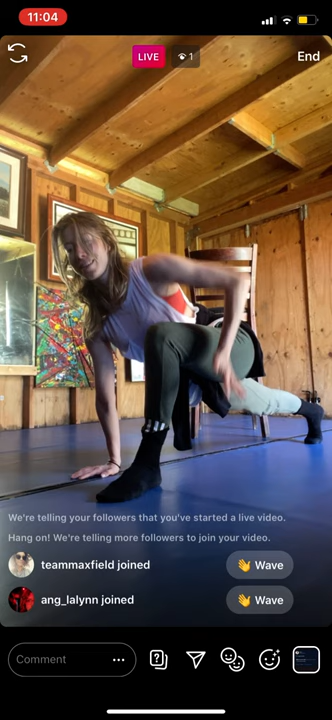 11:04
LIVE
1
End
We're telling your followers that you've started a live video.
Hang on! We're telling more followers to join your video.
teammaxfield joined
Wave
ang_lalynn joined
Wave
Comment